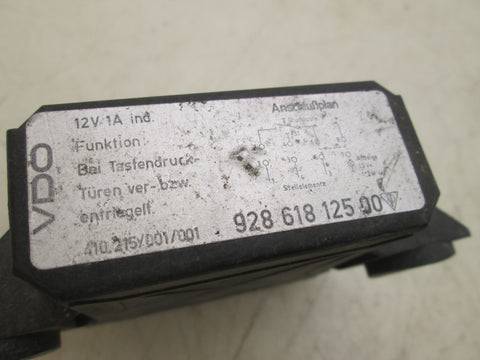 VDO
12V 1A ind.
Funktion:
Bei Tastendruck
Türen ver-bzw.
entriegelt.
410.215/001/001
Anschlußplan
Stellelemente
928 618 125 00